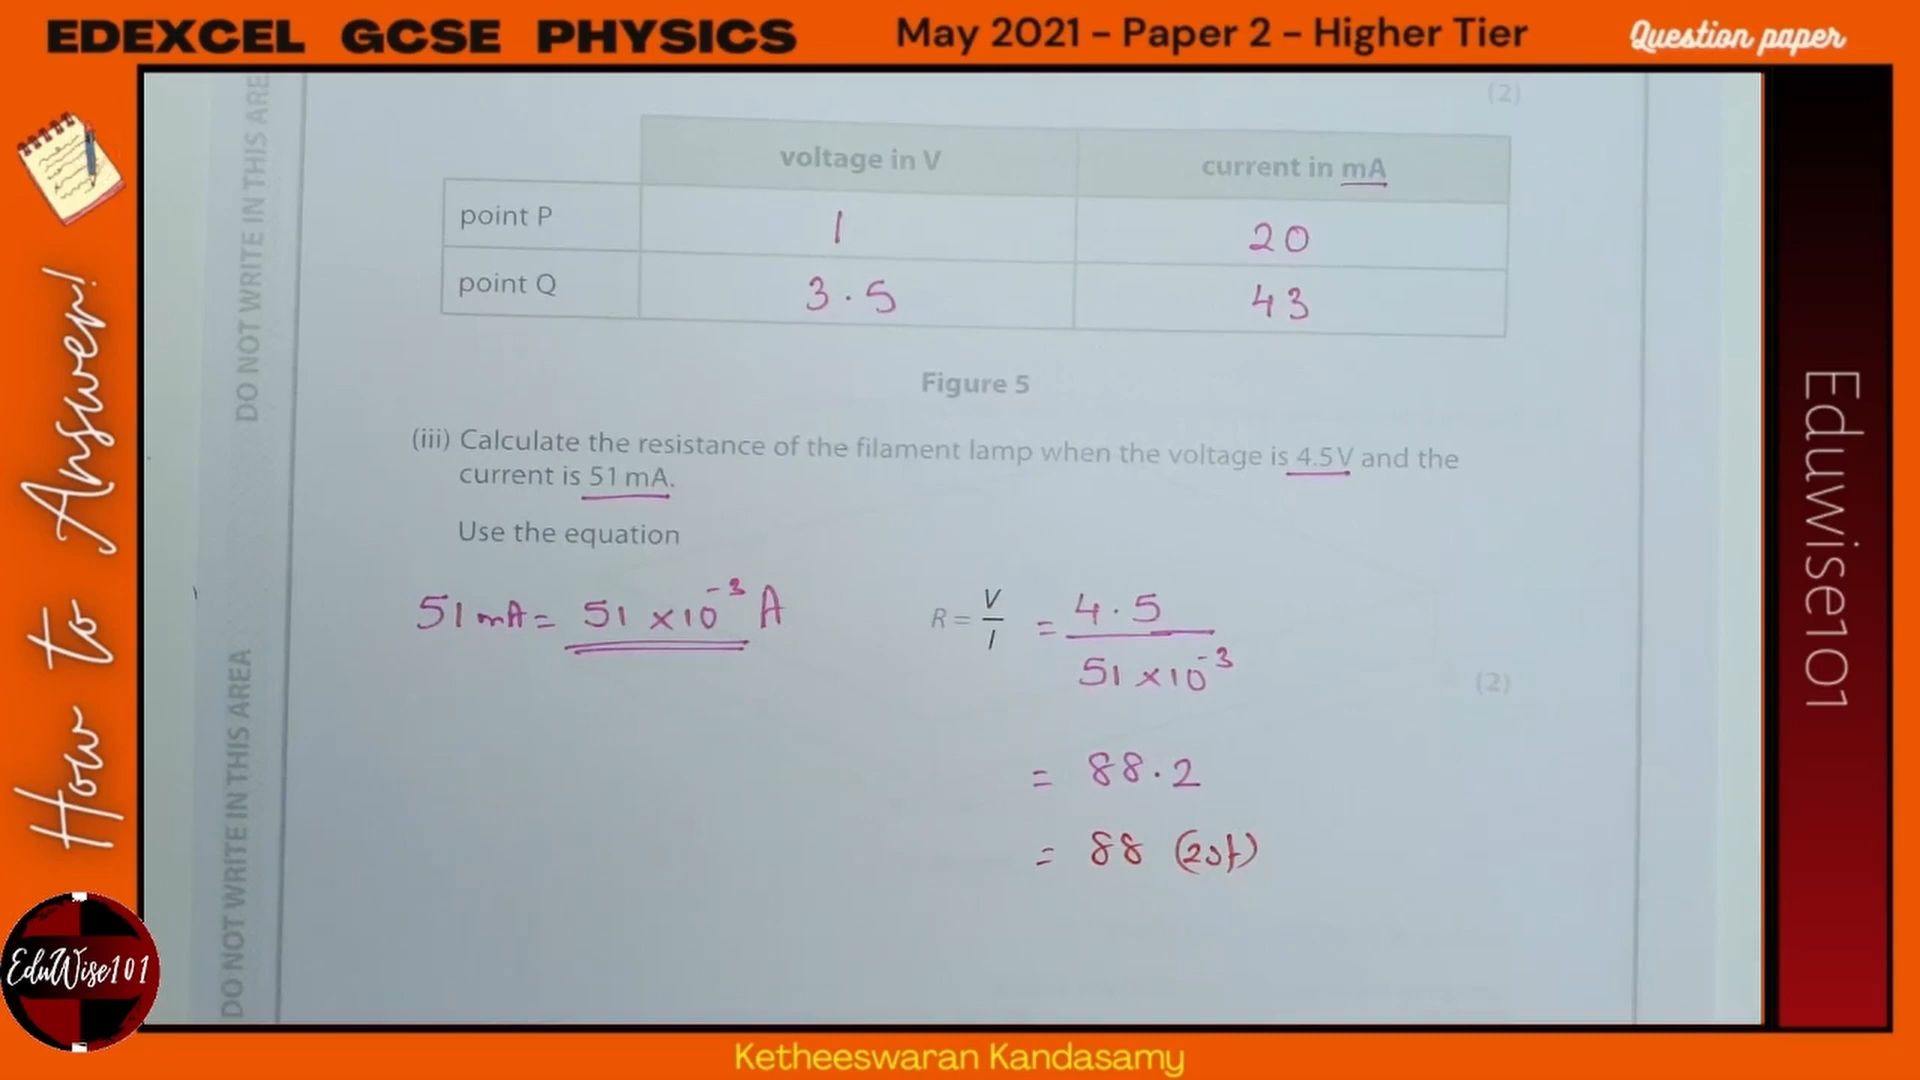 EDEXCEL GCSE PHYSICS
May 2021 - Paper 2 - Higher Tier
Question paper
How to Answer!
DO NOT WRITE IN THIS ARE
DO NOT WRITE IN THIS AREA
(2)
voltage in V current in mA
point P 1 20
point Q 3.5 43
Figure 5
(iii) Calculate the resistance of the filament lamp when the voltage is 4.5V and the
current is 51 mA.
Use the equation
51 mA = 51 ×10⁻³ A
R = V/I = 4.5 / 51 ×10⁻³
(2)
= 88.2
= 88 (2sf)
Eduwise101
EduWise101
Ketheeswaran Kandasamy